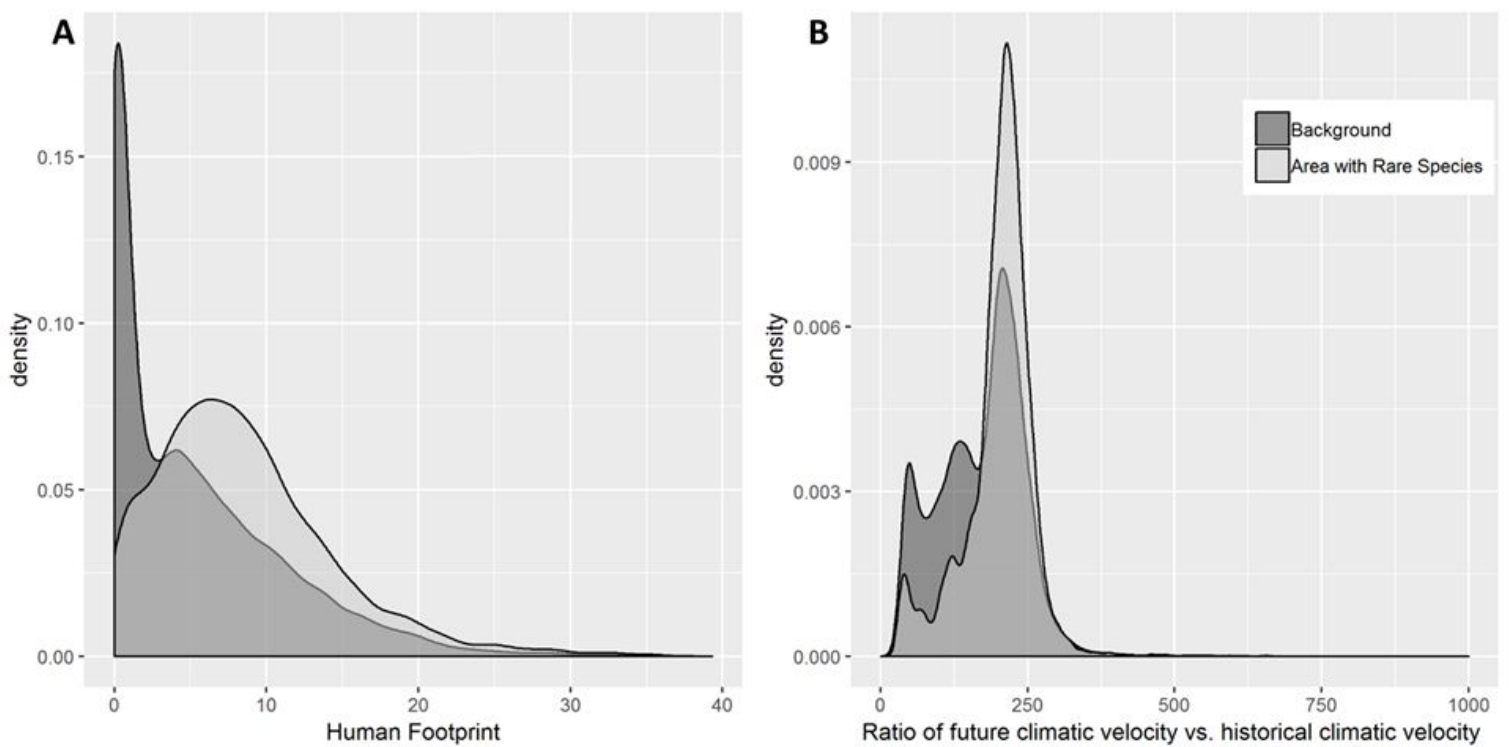 A
density
0.15
0.10
0.05
0.00
0
10
20
30
40
Human Footprint
B
Background
Area with Rare Species
density
0.009
0.006
0.003
0.000
0
250
500
750
1000
Ratio of future climatic velocity vs. historical climatic velocity